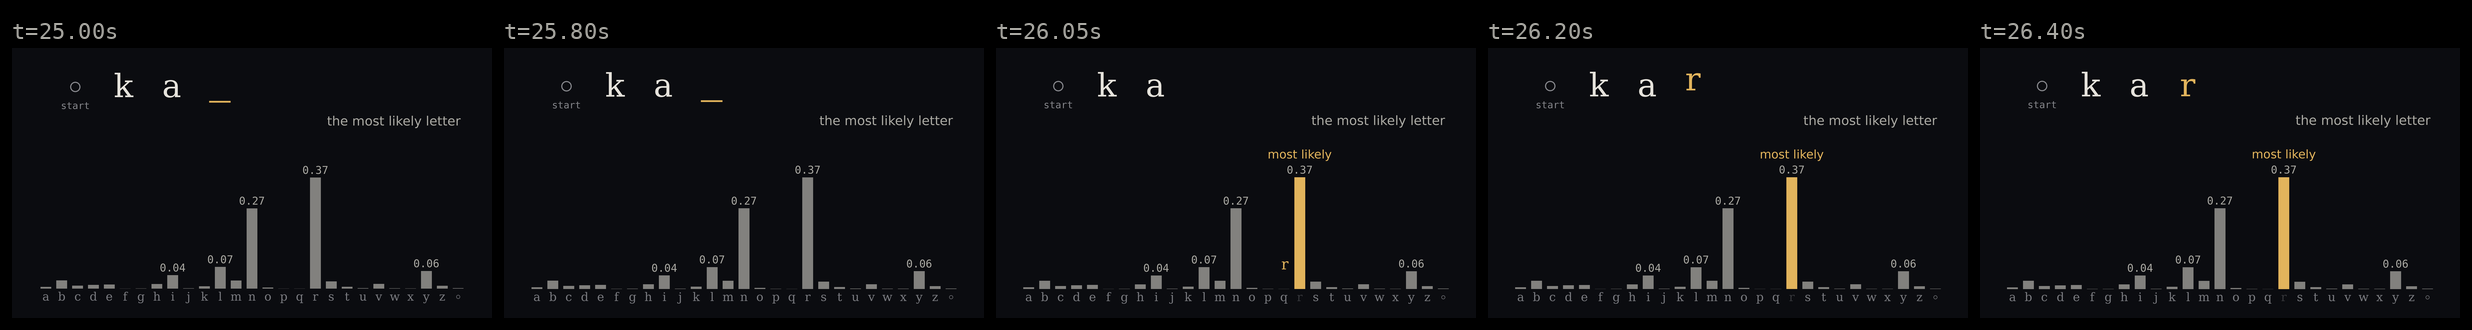 t=25.00s t=25.80s t=26.05s t=26.20s t=26.40s
k a _ k a _ k a k a r k a r
start start start start start
the most likely letter the most likely letter the most likely letter the most likely letter the most likely letter
most likely most likely most likely
0.37 0.37 0.37 0.37 0.37
0.27 0.27 0.27 0.27 0.27
0.04 0.07 0.06 0.04 0.07 0.06 0.04 0.07 r 0.06 0.04 0.07 0.06 0.04 0.07 0.06
a b c d e f g h i j k l m n o p q r s t u v w x y z ○ a b c d e f g h i j k l m n o p q r s t u v w x y z ○ a b c d e f g h i j k l m n o p q r s t u v w x y z ○ a b c d e f g h i j k l m n o p q r s t u v w x y z ○ a b c d e f g h i j k l m n o p q r s t u v w x y z ○